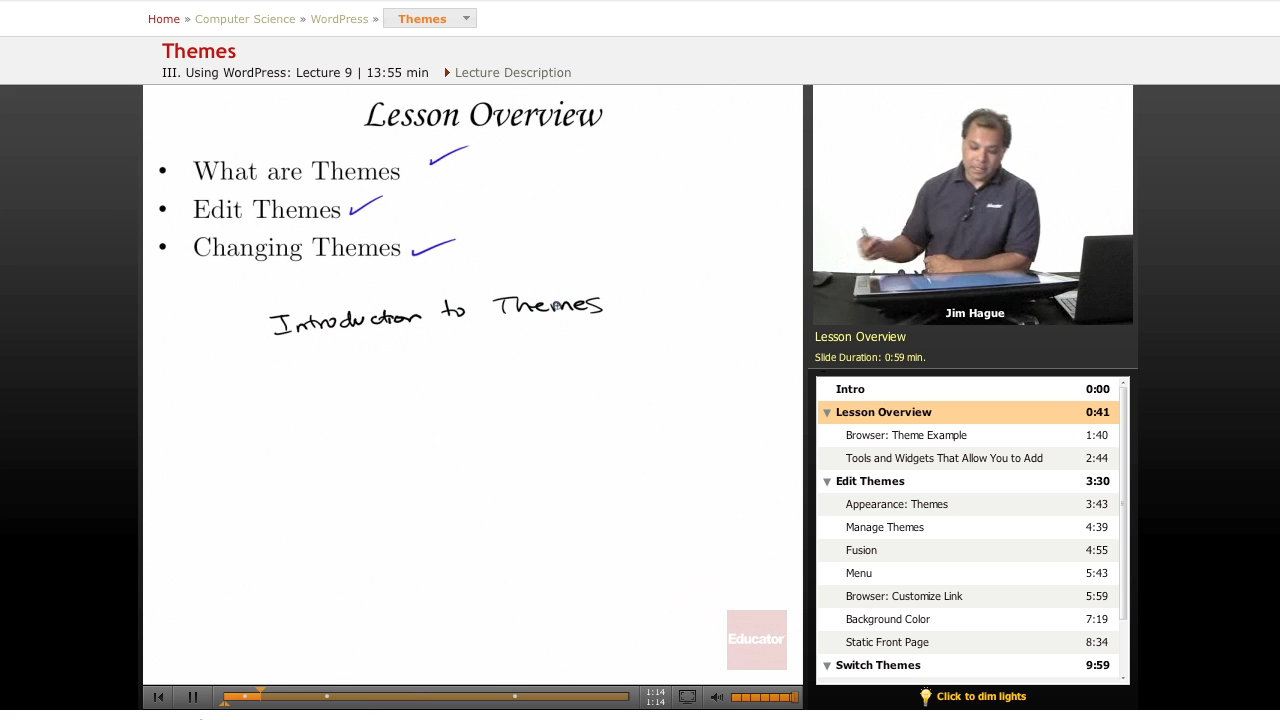 Home » Computer Science » WordPress » Themes
Themes
III. Using WordPress: Lecture 9 | 13:55 min Lecture Description
Lesson Overview
• What are Themes
• Edit Themes
• Changing Themes
Introduction to Themes
Educator
Jim Hague
Lesson Overview
Slide Duration: 0:59 min.
Intro 0:00
Lesson Overview 0:41
Browser: Theme Example 1:40
Tools and Widgets That Allow You to Add 2:44
Edit Themes 3:30
Appearance: Themes 3:43
Manage Themes 4:39
Fusion 4:55
Menu 5:43
Browser: Customize Link 5:59
Background Color 7:19
Static Front Page 8:34
Switch Themes 9:59
1:14
1:14
Click to dim lights